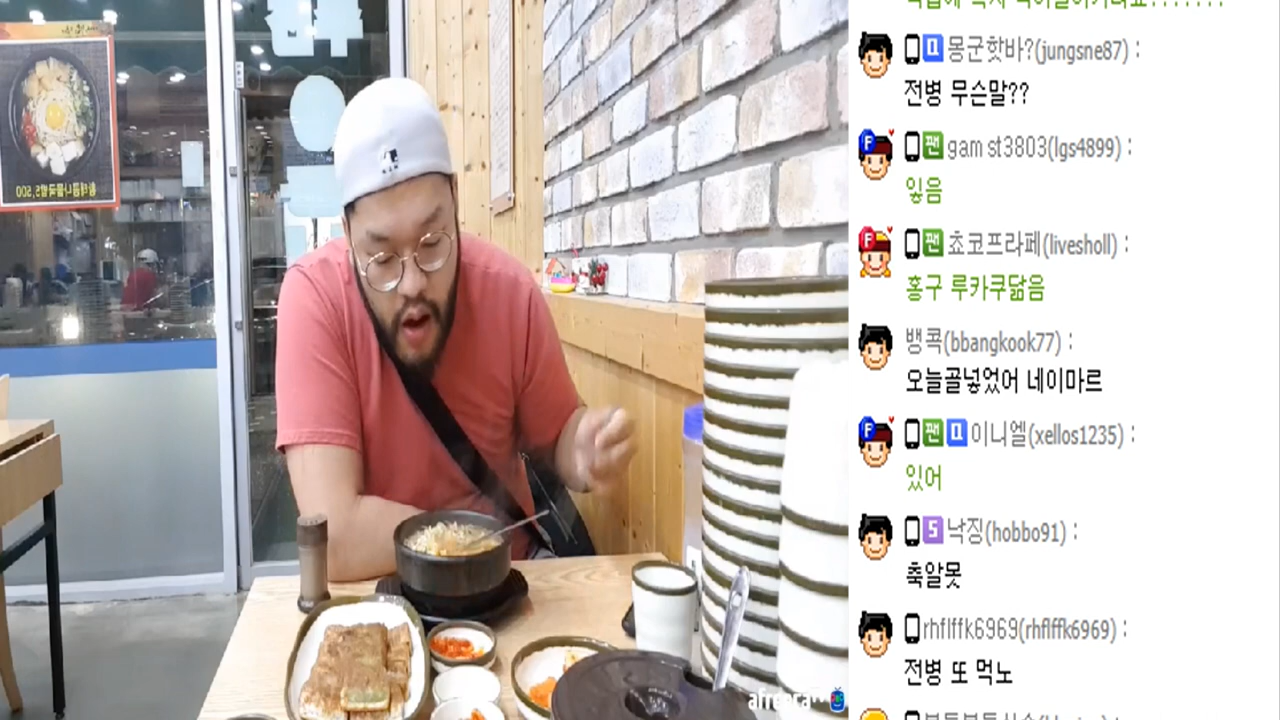 몽군핫바?(jungsne87) :
전병 무슨말??
gam st3803(lgs4899) :
잏음
쵸코프라페(livesholl) :
홍구 루카쿠닮음
뱅콕(bbangkook77) :
오늘골넣었어 네이마르
이니엘(xellos1235) :
있어
낙징(hobbo91) :
축알못
rhflffk6969(rhflffk6969) :
전병 또 먹노